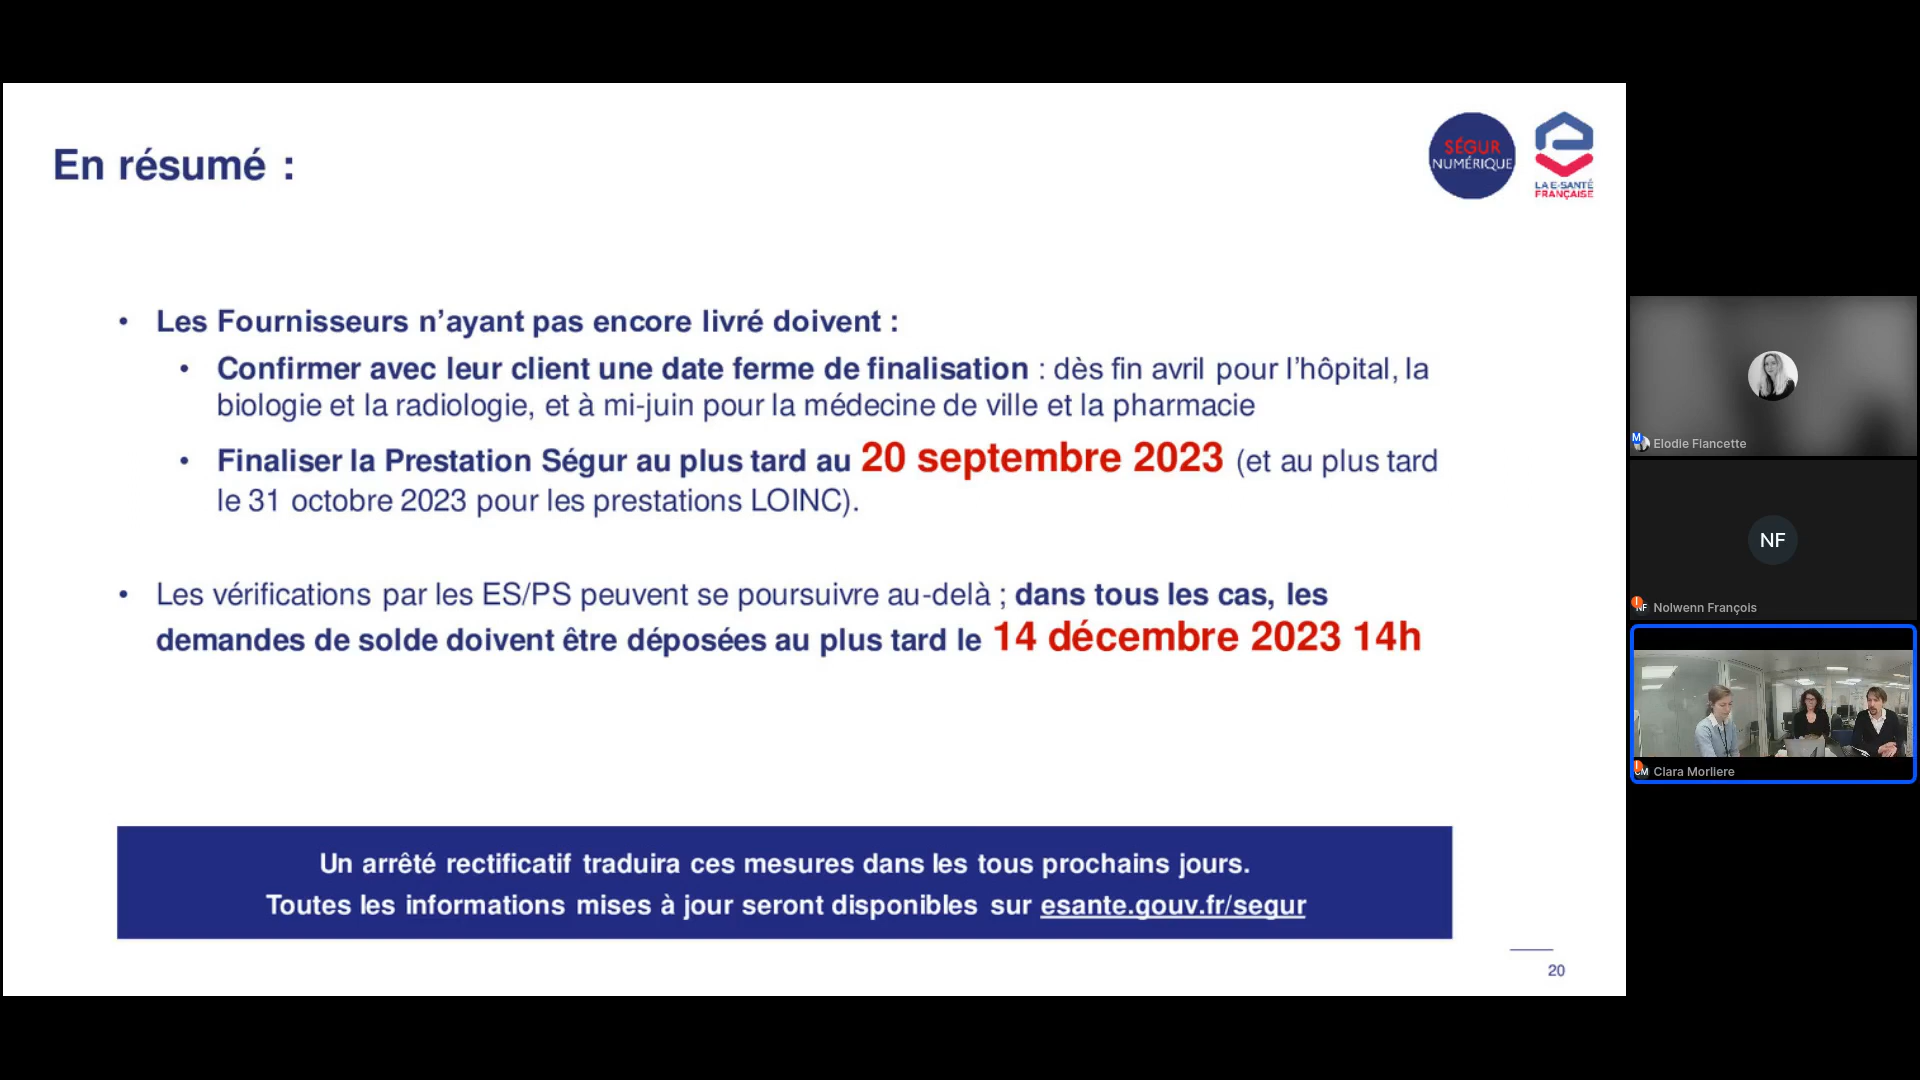 En résumé :
SÉGUR
NUMÉRIQUE
LA E-SANTÉ
FRANÇAISE
• Les Fournisseurs n’ayant pas encore livré doivent :
• Confirmer avec leur client une date ferme de finalisation : dès fin avril pour l’hôpital, la
biologie et la radiologie, et à mi-juin pour la médecine de ville et la pharmacie
• Finaliser la Prestation Ségur au plus tard au 20 septembre 2023 (et au plus tard
le 31 octobre 2023 pour les prestations LOINC).
• Les vérifications par les ES/PS peuvent se poursuivre au-delà ; dans tous les cas, les
demandes de solde doivent être déposées au plus tard le 14 décembre 2023 14h
Un arrêté rectificatif traduira ces mesures dans les tous prochains jours.
Toutes les informations mises à jour seront disponibles sur esante.gouv.fr/segur
20
M
Elodie Flancette
NF
NF
Nolwenn François
CM
Clara Morliere